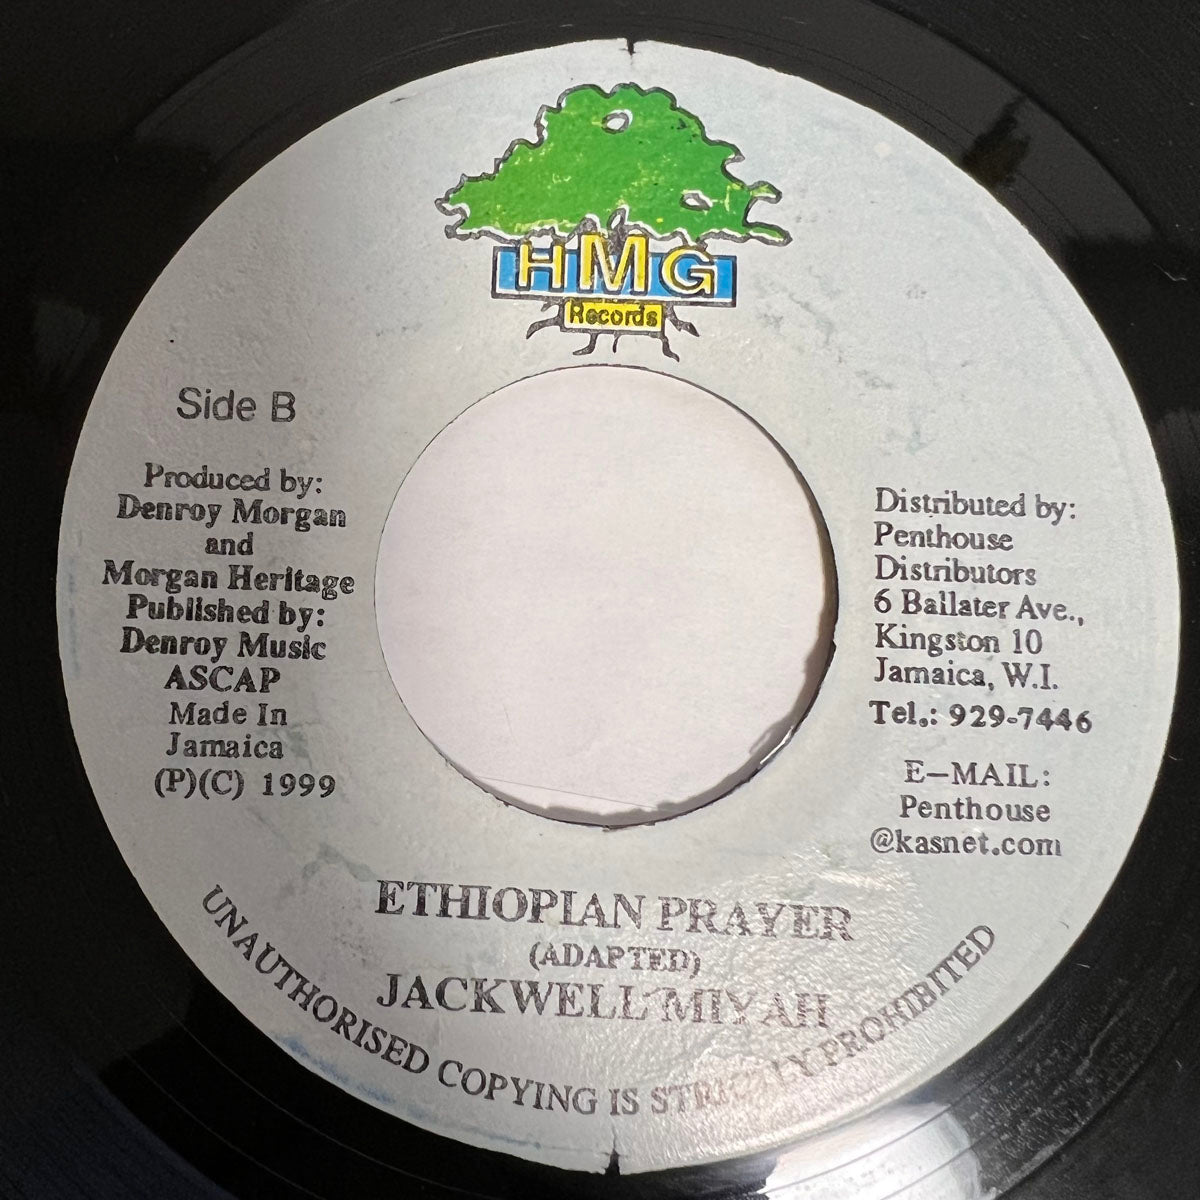 HMG
Records
Side B
Produced by:
Denroy Morgan
and
Morgan Heritage
Published by:
Denroy Music
ASCAP
Made In
Jamaica
(P)(C) 1999
Distributed by:
Penthouse
Distributors
6 Ballater Ave.,
Kingston 10
Jamaica, W.I.
Tel.: 929-7446
E-MAIL:
Penthouse
@kasnet.com
ETHIOPIAN PRAYER
(ADAPTED)
JACKWELL MIYAH
UNAUTHORISED COPYING IS STRICTLY PROHIBITED